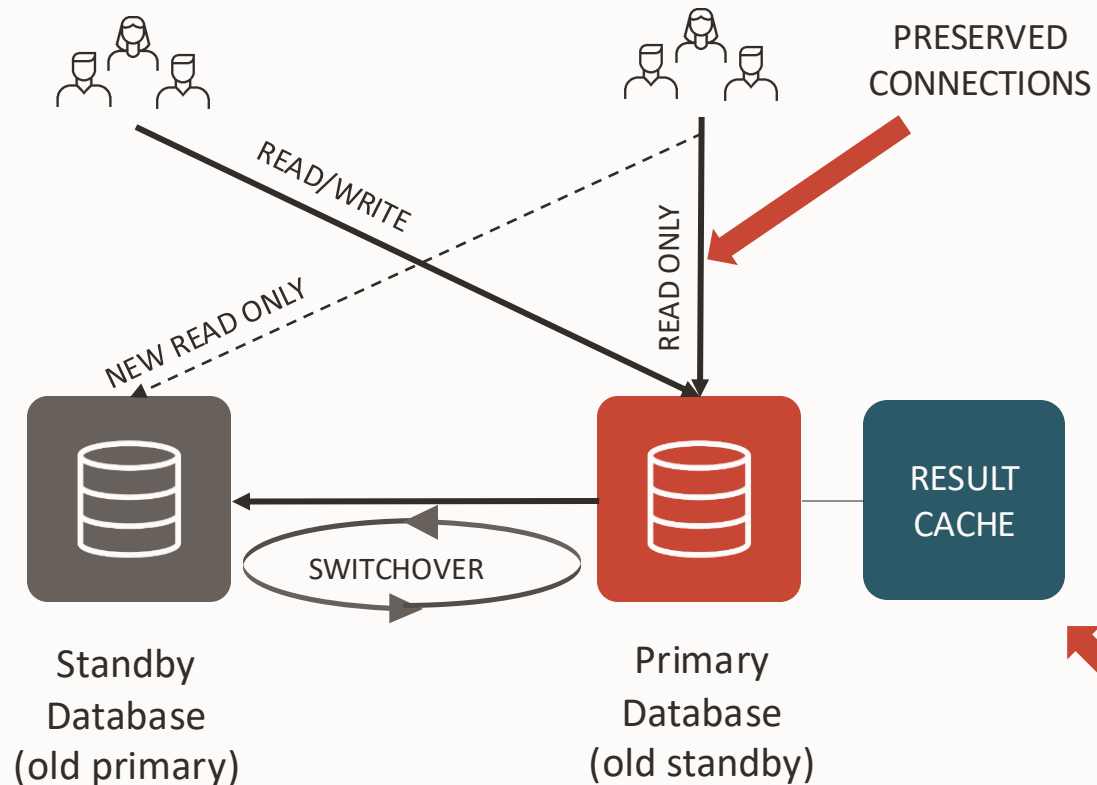 PRESERVED
CONNECTIONS
READ/WRITE
READ ONLY
NEW READ ONLY
RESULT
CACHE
SWITCHOVER
Standby
Database
(old primary)
Primary
Database
(old standby)